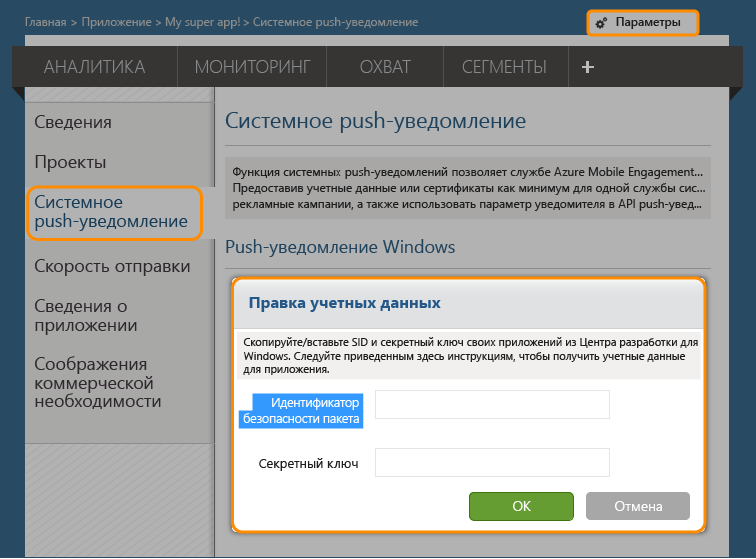 Главная > Приложение > My super app! > Системное push-уведомление
Параметры
АНАЛИТИКА
МОНИТОРИНГ
ОХВАТ
СЕГМЕНТЫ
+
Сведения
Проекты
Системное
push-уведомление
Скорость отправки
Сведения о
приложении
Соображения
коммерческой
необходимости
Системное push-уведомление
Функция системных push-уведомлений позволяет службе Azure Mobile Engagement...
Предоставив учетные данные или сертификаты как минимум для одной службы сис...
рекламные кампании, а также использовать параметр уведомителя в API push-увед...
Push-уведомление Windows
Правка учетных данных
Скопируйте/вставьте SID и секретный ключ своих приложений из Центра разработки для
Windows. Следуйте приведенным здесь инструкциям, чтобы получить учетные данные
для приложения.
Идентификатор
безопасности пакета
Секретный ключ
ОК
Отмена